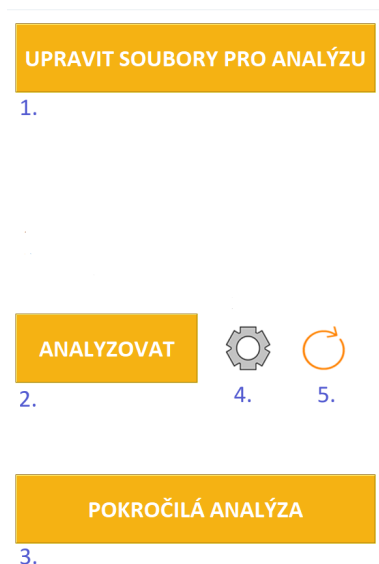 UPRAVIT SOUBORY PRO ANALÝZU
1.
ANALYZOVAT
2.
4.
5.
POKROČILÁ ANALÝZA
3.